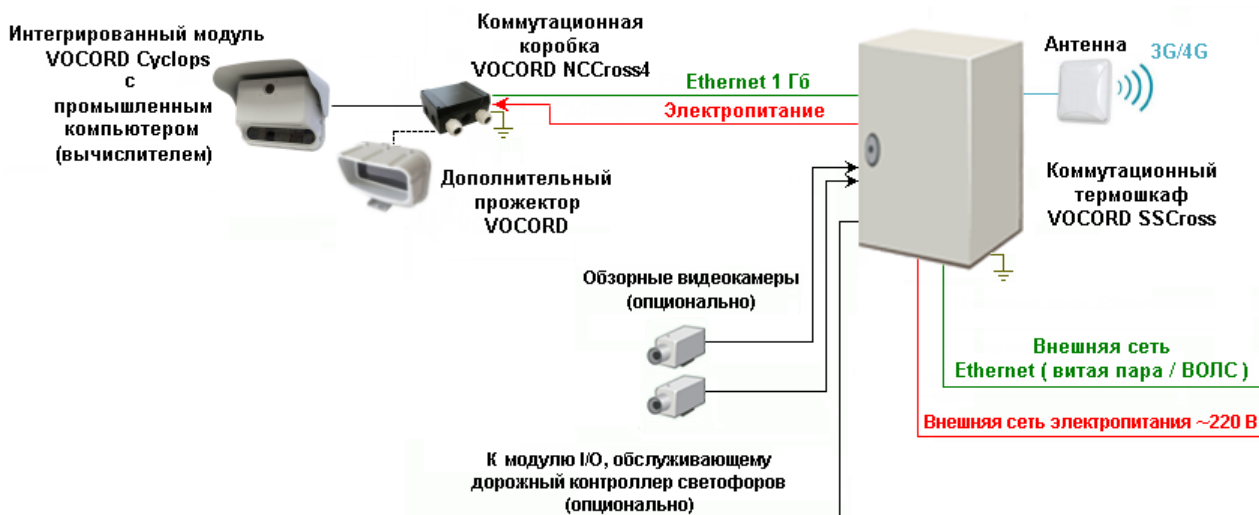 Интегрированный модуль
VOCORD Cyclops
с
промышленным
компьютером
(вычислителем)
Коммутационная
коробка
VOCORD NCCross4
Ethernet 1 Гб
Электропитание
Антенна
3G/4G
Дополнительный
прожектор
VOCORD
Коммутационный
термошкаф
VOCORD SSCross
Обзорные видеокамеры
(опционально)
Внешняя сеть
Ethernet ( витая пара / ВОЛС )
Внешняя сеть электропитания ~220 В
К модулю I/O, обслуживающему
дорожный контроллер светофоров
(опционально)